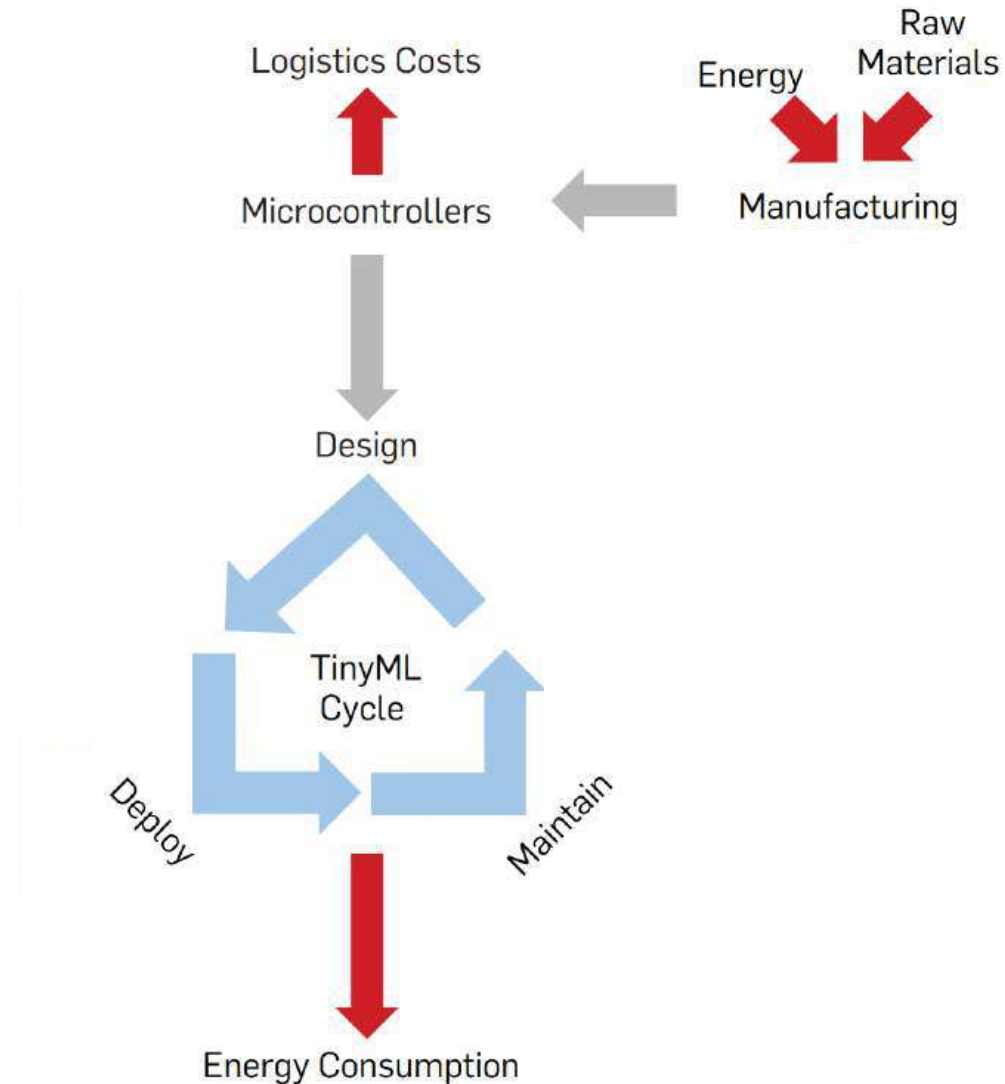 Logistics Costs
Energy
Raw
Materials
Microcontrollers
Manufacturing
Design
TinyML
Cycle
Deploy
Maintain
Energy Consumption